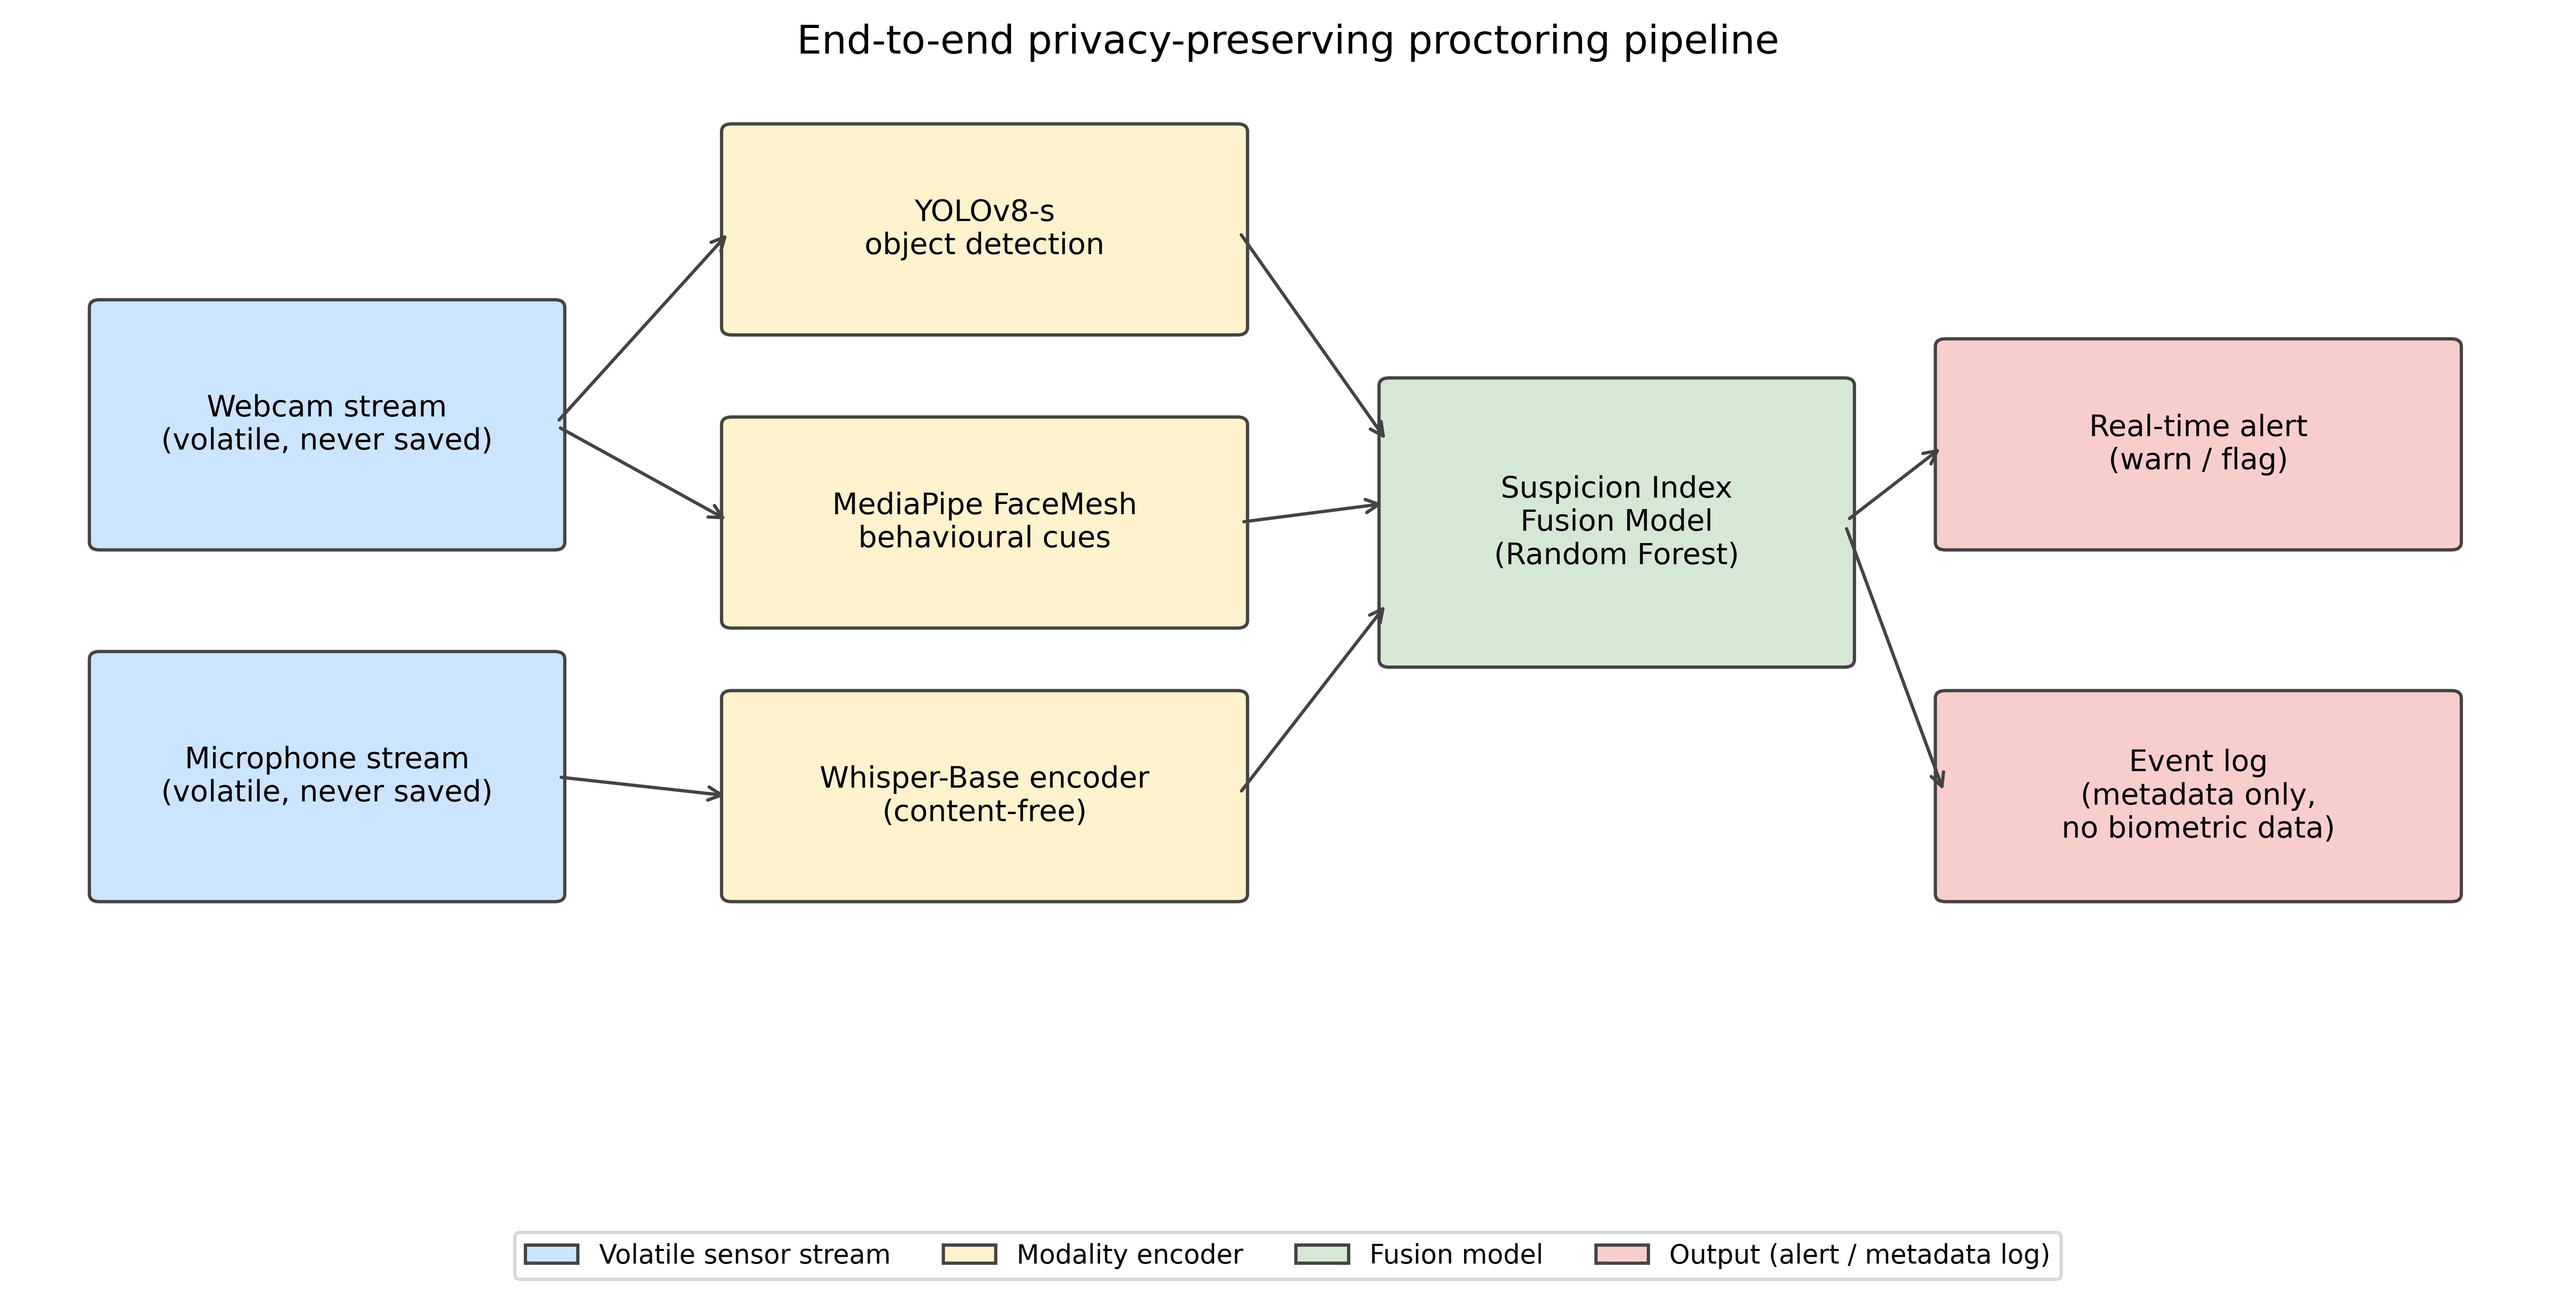 End-to-end privacy-preserving proctoring pipeline
YOLOv8-s
object detection
Webcam stream
(volatile, never saved)
MediaPipe FaceMesh
behavioural cues
Microphone stream
(volatile, never saved)
Whisper-Base encoder
(content-free)
Suspicion Index
Fusion Model
(Random Forest)
Real-time alert
(warn / flag)
Event log
(metadata only,
no biometric data)
Volatile sensor stream
Modality encoder
Fusion model
Output (alert / metadata log)